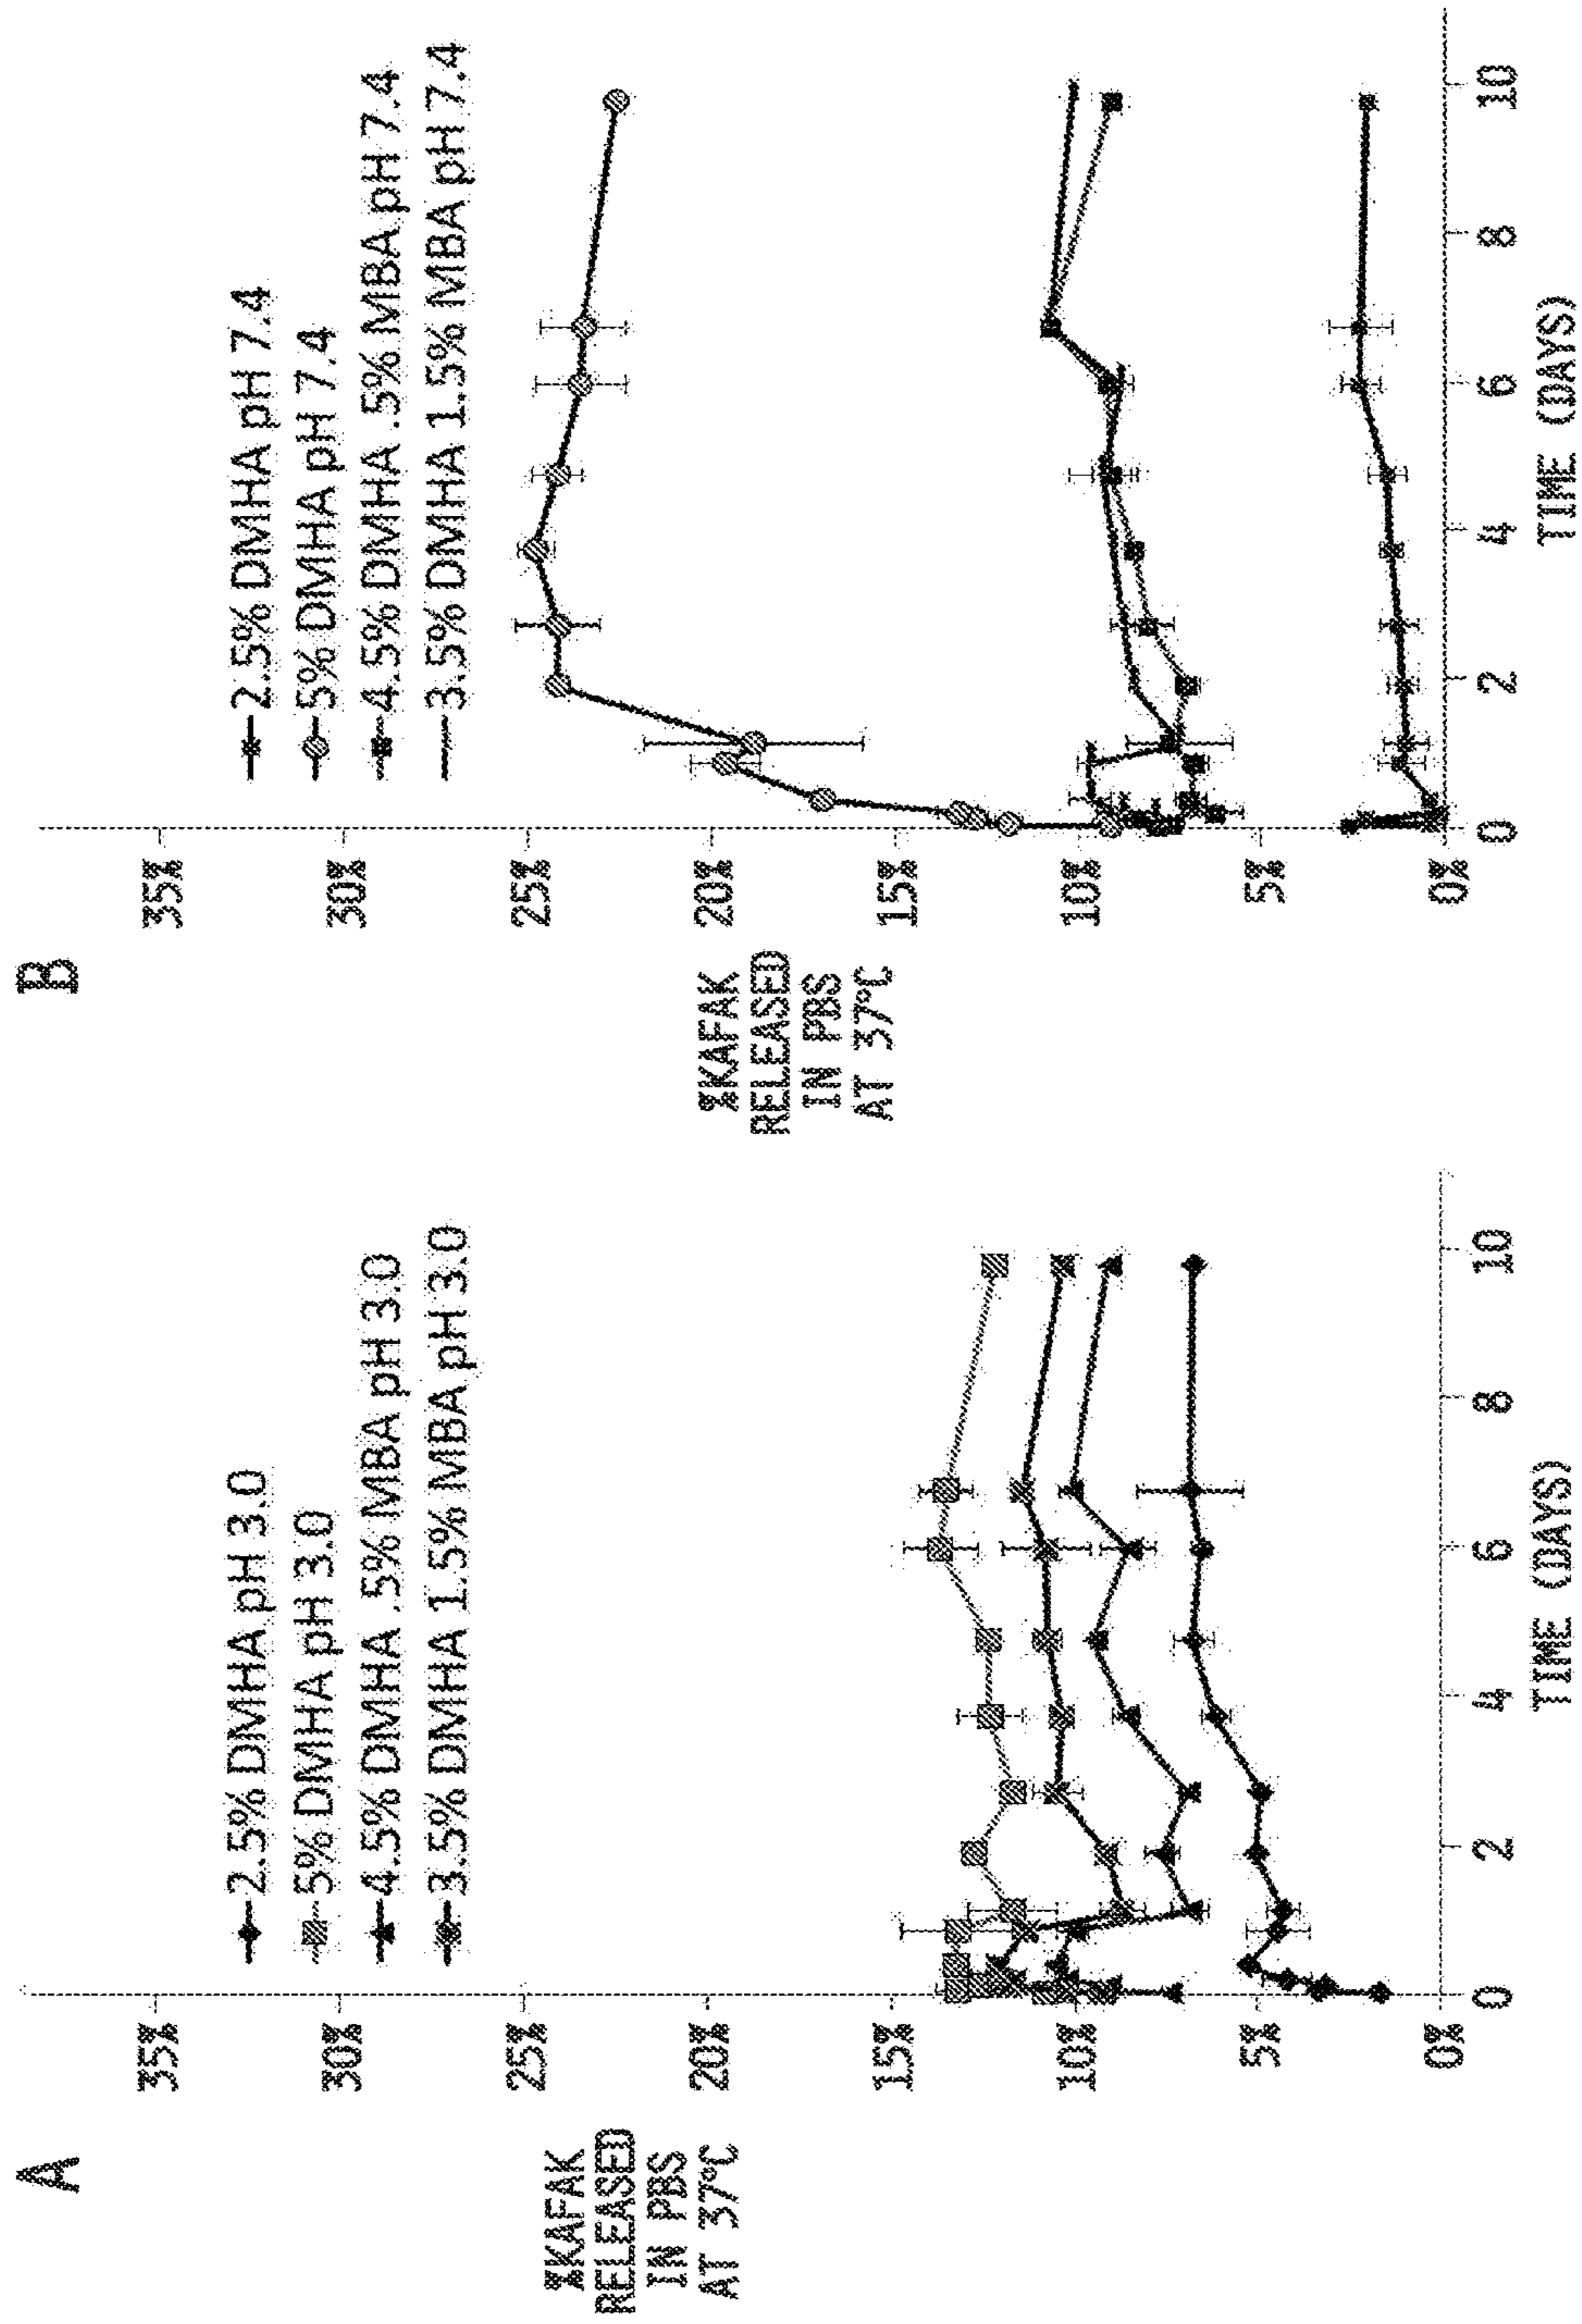 A
%KAFAK
RELEASED
IN PBS
AT 37°C
35%
30%
25%
20%
15%
10%
5%
0%
2.5% DMHA pH 3.0
5% DMHA pH 3.0
4.5% DMHA .5% MBA pH 3.0
3.5% DMHA 1.5% MBA pH 3.0
0 2 4 6 8 10
TIME (DAYS)
B
%KAFAK
RELEASED
IN PBS
AT 37°C
35%
30%
25%
20%
15%
10%
5%
0%
2.5% DMHA pH 7.4
5% DMHA pH 7.4
4.5% DMHA .5% MBA pH 7.4
3.5% DMHA 1.5% MBA pH 7.4
0 2 4 6 8 10
TIME (DAYS)